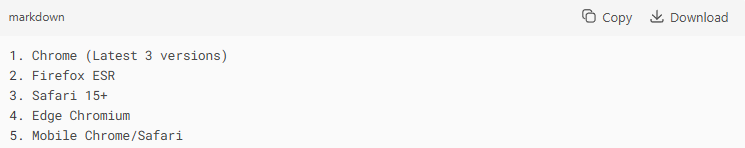 markdown Copy Download
1. Chrome (Latest 3 versions)
2. Firefox ESR
3. Safari 15+
4. Edge Chromium
5. Mobile Chrome/Safari